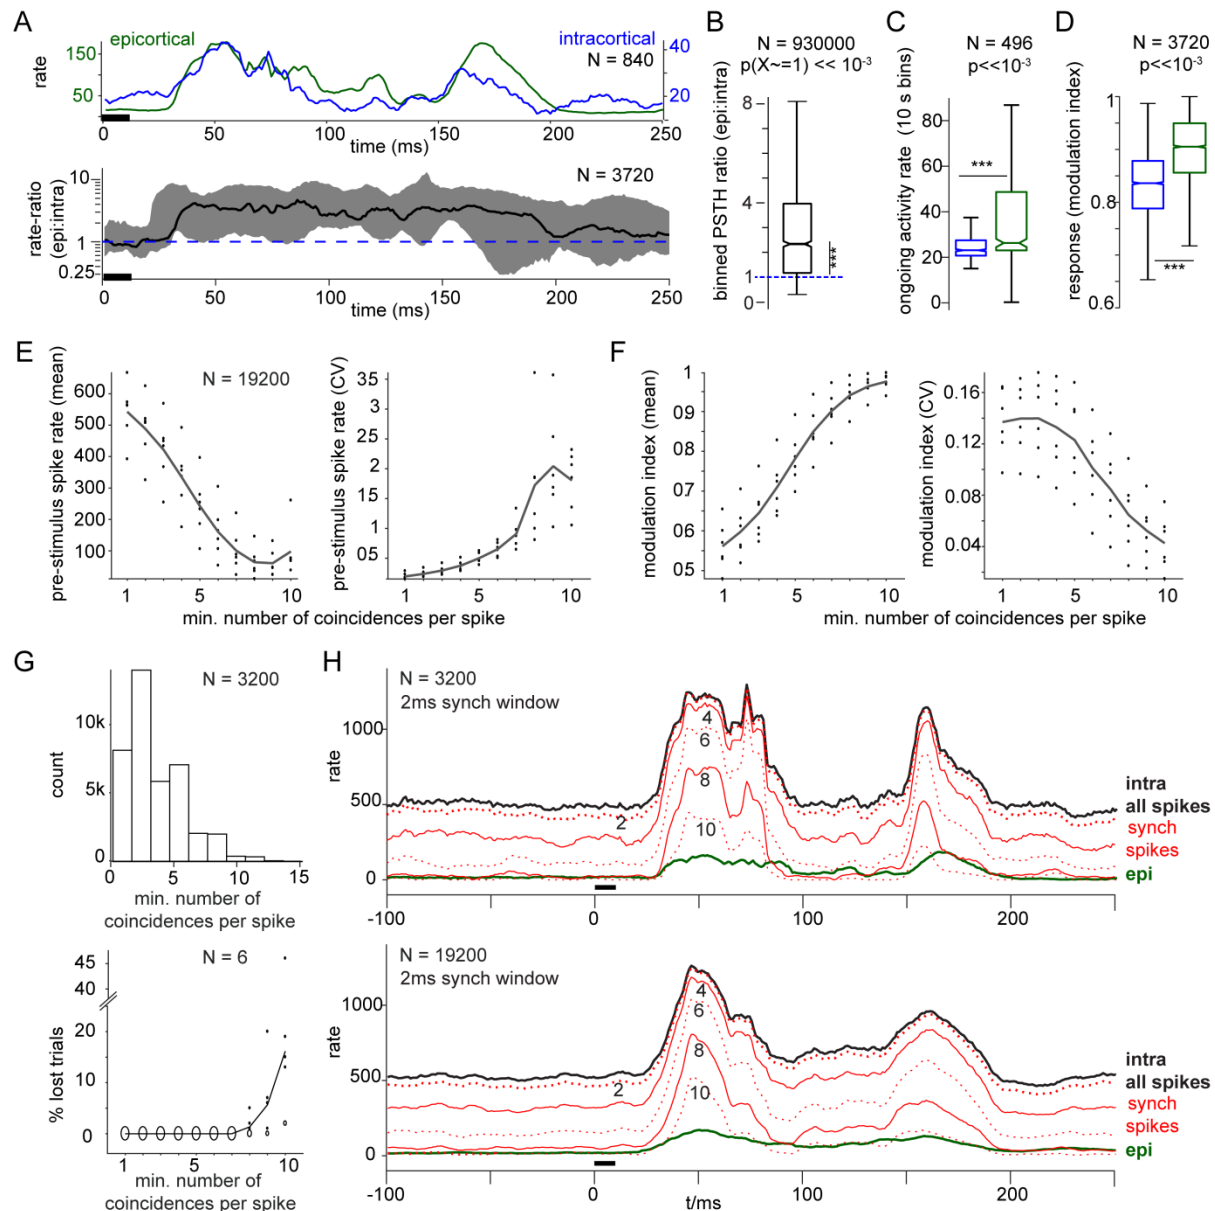 A
epicortical
intracortical
N = 840
rate
150
50
40
20
0
50
100
150
200
250
time (ms)
N = 3720
rate-ratio
(epi:intra)
10
1
0.25
0
50
100
150
200
250
time (ms)
B
N = 930000
p(X~=1) << 10-3
binned PSTH ratio (epi:intra)
8
4
1
0
***
C
N = 496
p<<10-3
ongoing activity rate (10 s bins)
80
60
40
20
0
***
D
N = 3720
p<<10-3
response (modulation index)
1
0.8
0.6
***
E
N = 19200
pre-stimulus spike rate (mean)
600
500
400
300
200
100
1
5
10
pre-stimulus spike rate (CV)
3.5
3
2.5
2
1.5
1
05
1
5
10
min. number of coincidences per spike
F
modulation index (mean)
1
09
08
07
06
05
1
5
10
modulation index (CV)
0.16
0.12
0.08
0.04
1
5
10
min. number of coincidences per spike
G
N = 3200
count
10k
5k
0
0
5
10
15
min. number of
coincidences per spike
N = 6
% lost trials
45
40
20
15
10
5
0
1
5
10
min. number of
coincidences per spike
H
N = 3200
2ms synch window
rate
1000
500
0
2
4
6
8
10
intra
all spikes
synch
spikes
epi
-100
0
100
200
N = 19200
2ms synch window
rate
1000
500
0
2
4
6
8
10
intra
all spikes
synch
spikes
epi
-100
0
100
200
t/ms